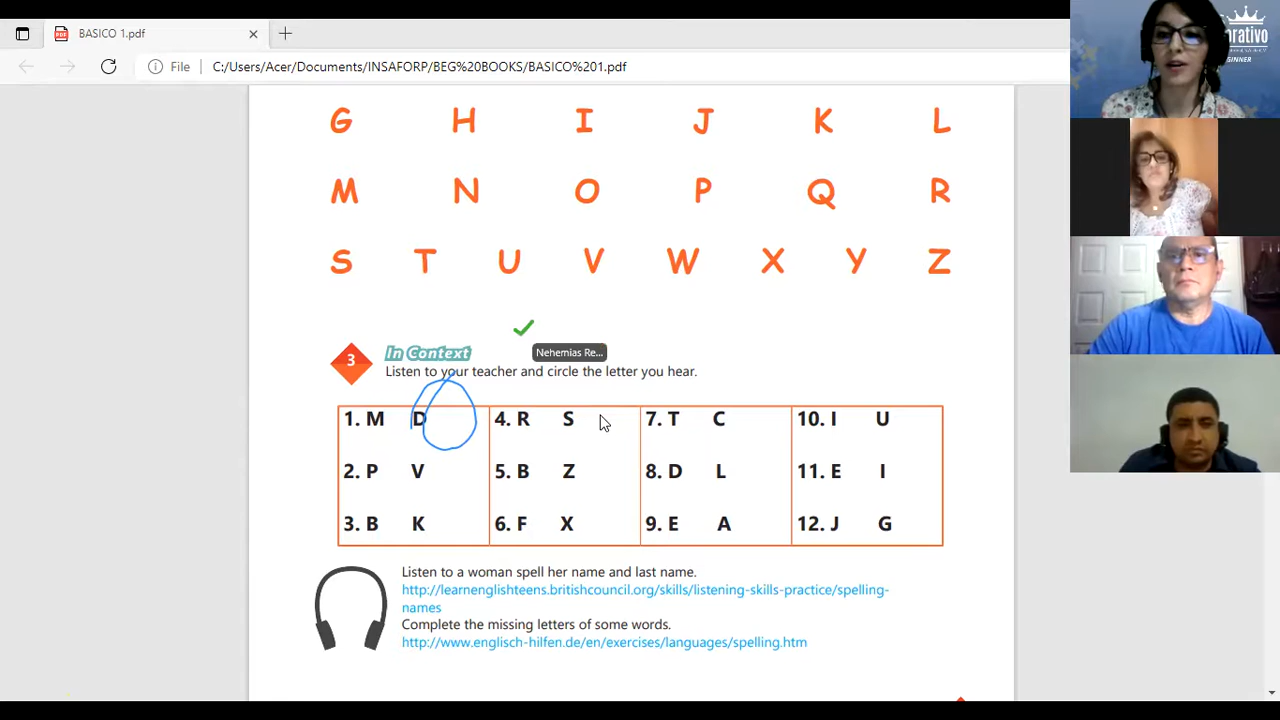 BASICO 1.pdf
File C:/Users/Acer/Documents/INSAFORP/BEG%20BOOKS/BASICO%201.pdf
G H I J K L
M N O P Q R
S T U V W X Y Z
Nehemias Re...
3 In Context
Listen to your teacher and circle the letter you hear.
1. M D 4. R S 7. T C 10. I U
2. P V 5. B Z 8. D L 11. E I
3. B K 6. F X 9. E A 12. J G
Listen to a woman spell her name and last name.
http://learnenglishteens.britishcouncil.org/skills/listening-skills-practice/spelling-
names
Complete the missing letters of some words.
http://www.englisch-hilfen.de/en/exercises/languages/spelling.htm